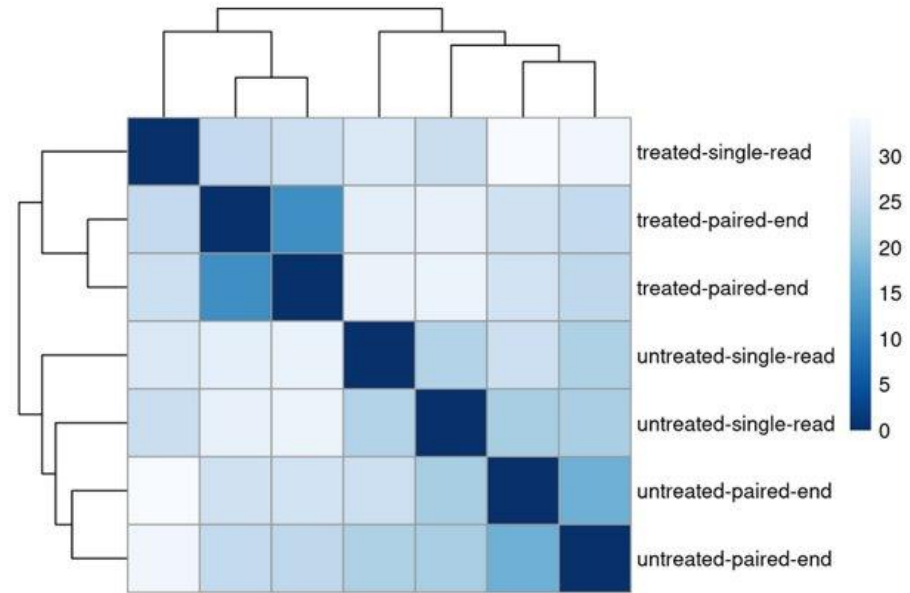 treated-single-read
treated-paired-end
treated-paired-end
untreated-single-read
untreated-single-read
untreated-paired-end
untreated-paired-end
30
25
20
15
10
5
0